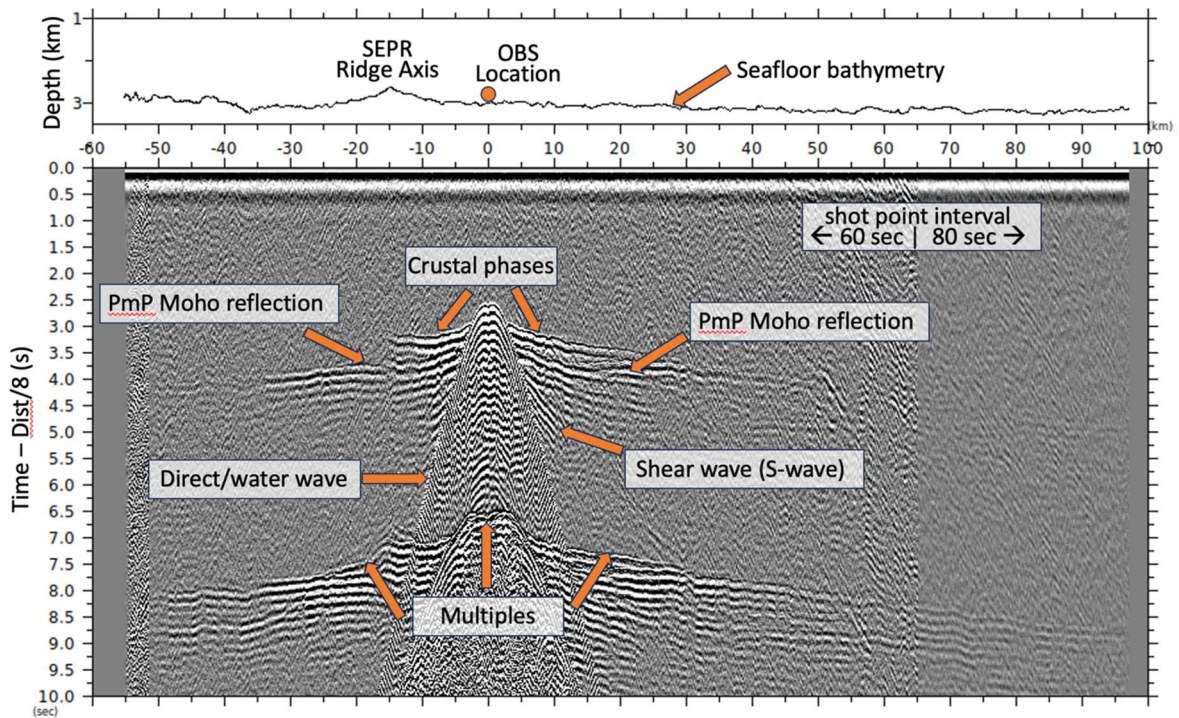 1
3
Depth (km)
SEPR
Ridge Axis
OBS
Location
Seafloor bathymetry
(km)
-60 -50 -40 -30 -20 -10 0 10 20 30 40 50 60 70 80 90 100
0.0
0.5
1.0
1.5
2.0
2.5
3.0
3.5
4.0
4.5
5.0
5.5
6.0
6.5
7.0
7.5
8.0
8.5
9.0
9.5
10.0
(sec)
Time – Dist/8 (s)
shot point interval
← 60 sec | 80 sec →
Crustal phases
PmP Moho reflection
PmP Moho reflection
Direct/water wave
Shear wave (S-wave)
Multiples